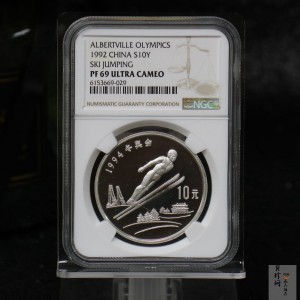 ALBERTVILLE OLYMPICS
1992 CHINA S10Y
SKI JUMPING
PF 69 ULTRA CAMEO
6153669-029
NUMISMATIC GUARANTY CORPORATION
NGC
1994冬奥会
10元